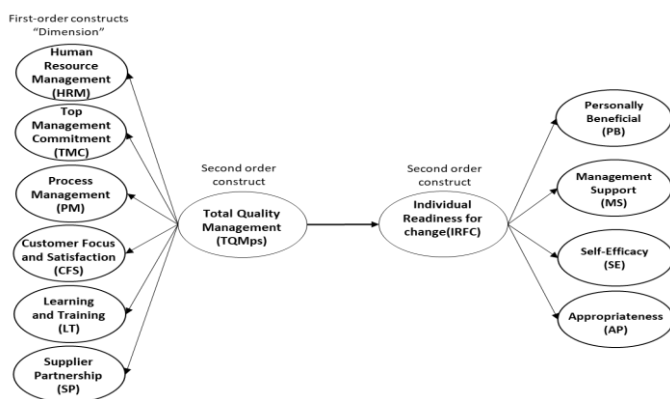 First-order constructs
“Dimension”
Human
Resource
Management
(HRM)
Top
Management
Commitment
(TMC)
Process
Management
(PM)
Customer Focus
and Satisfaction
(CFS)
Learning
and Training
(LT)
Supplier
Partnership
(SP)
Second order
construct
Total Quality
Management
(TQMps)
Second order
construct
Individual
Readiness for
change(IRFC)
Personally
Beneficial
(PB)
Management
Support
(MS)
Self-Efficacy
(SE)
Appropriateness
(AP)